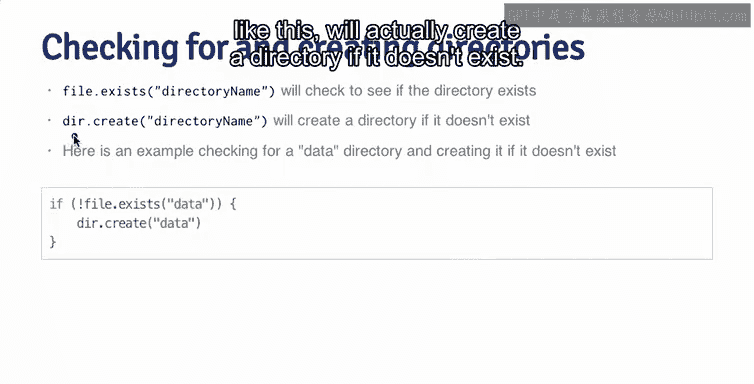 Checking for and creating directories
like this, will actually create
a directory if it doesn't exist.
· file.exists("directoryName") will check to see if the directory exists
· dir.create("directoryName") will create a directory if it doesn't exist
· Here is an example checking for a "data" directory and creating it if it doesn't exist
if (!file.exists("data")) {
    dir.create("data")
}